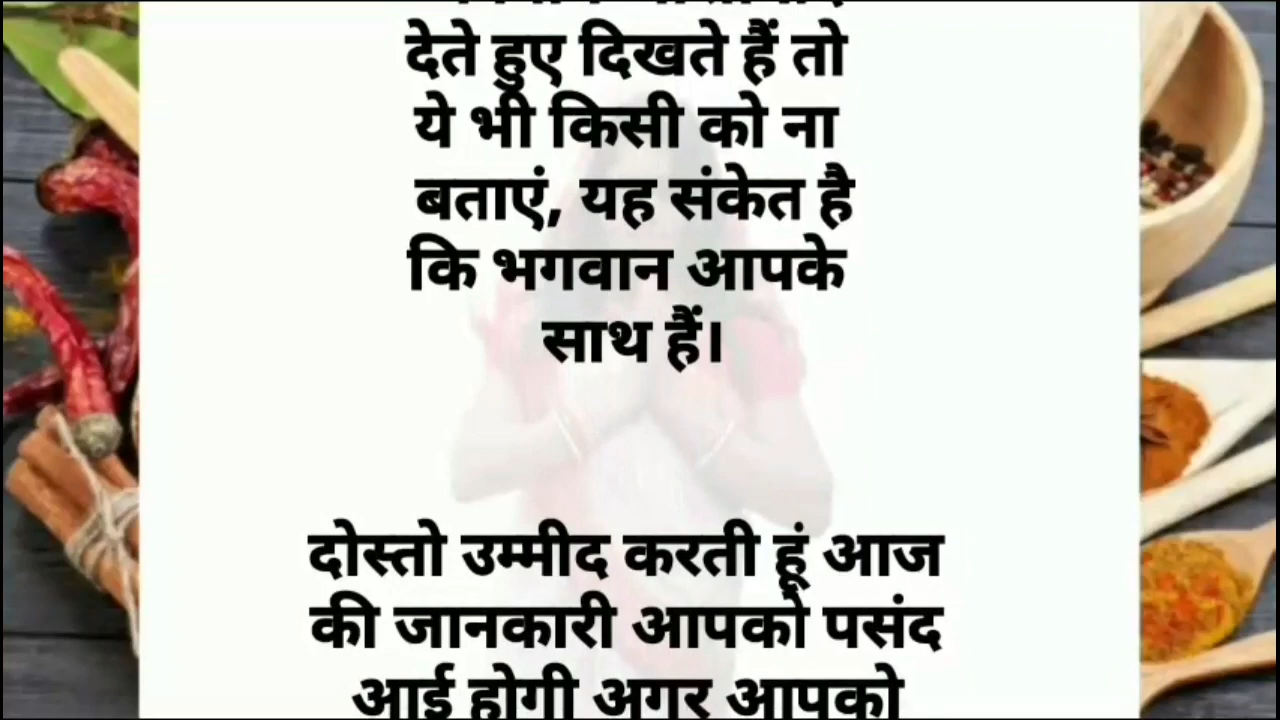 देते हुए दिखते हैं तो
ये भी किसी को ना
बताएं, यह संकेत है
कि भगवान आपके
साथ हैं।
दोस्तो उम्मीद करती हूं आज
की जानकारी आपको पसंद
आई होगी अगर आपको